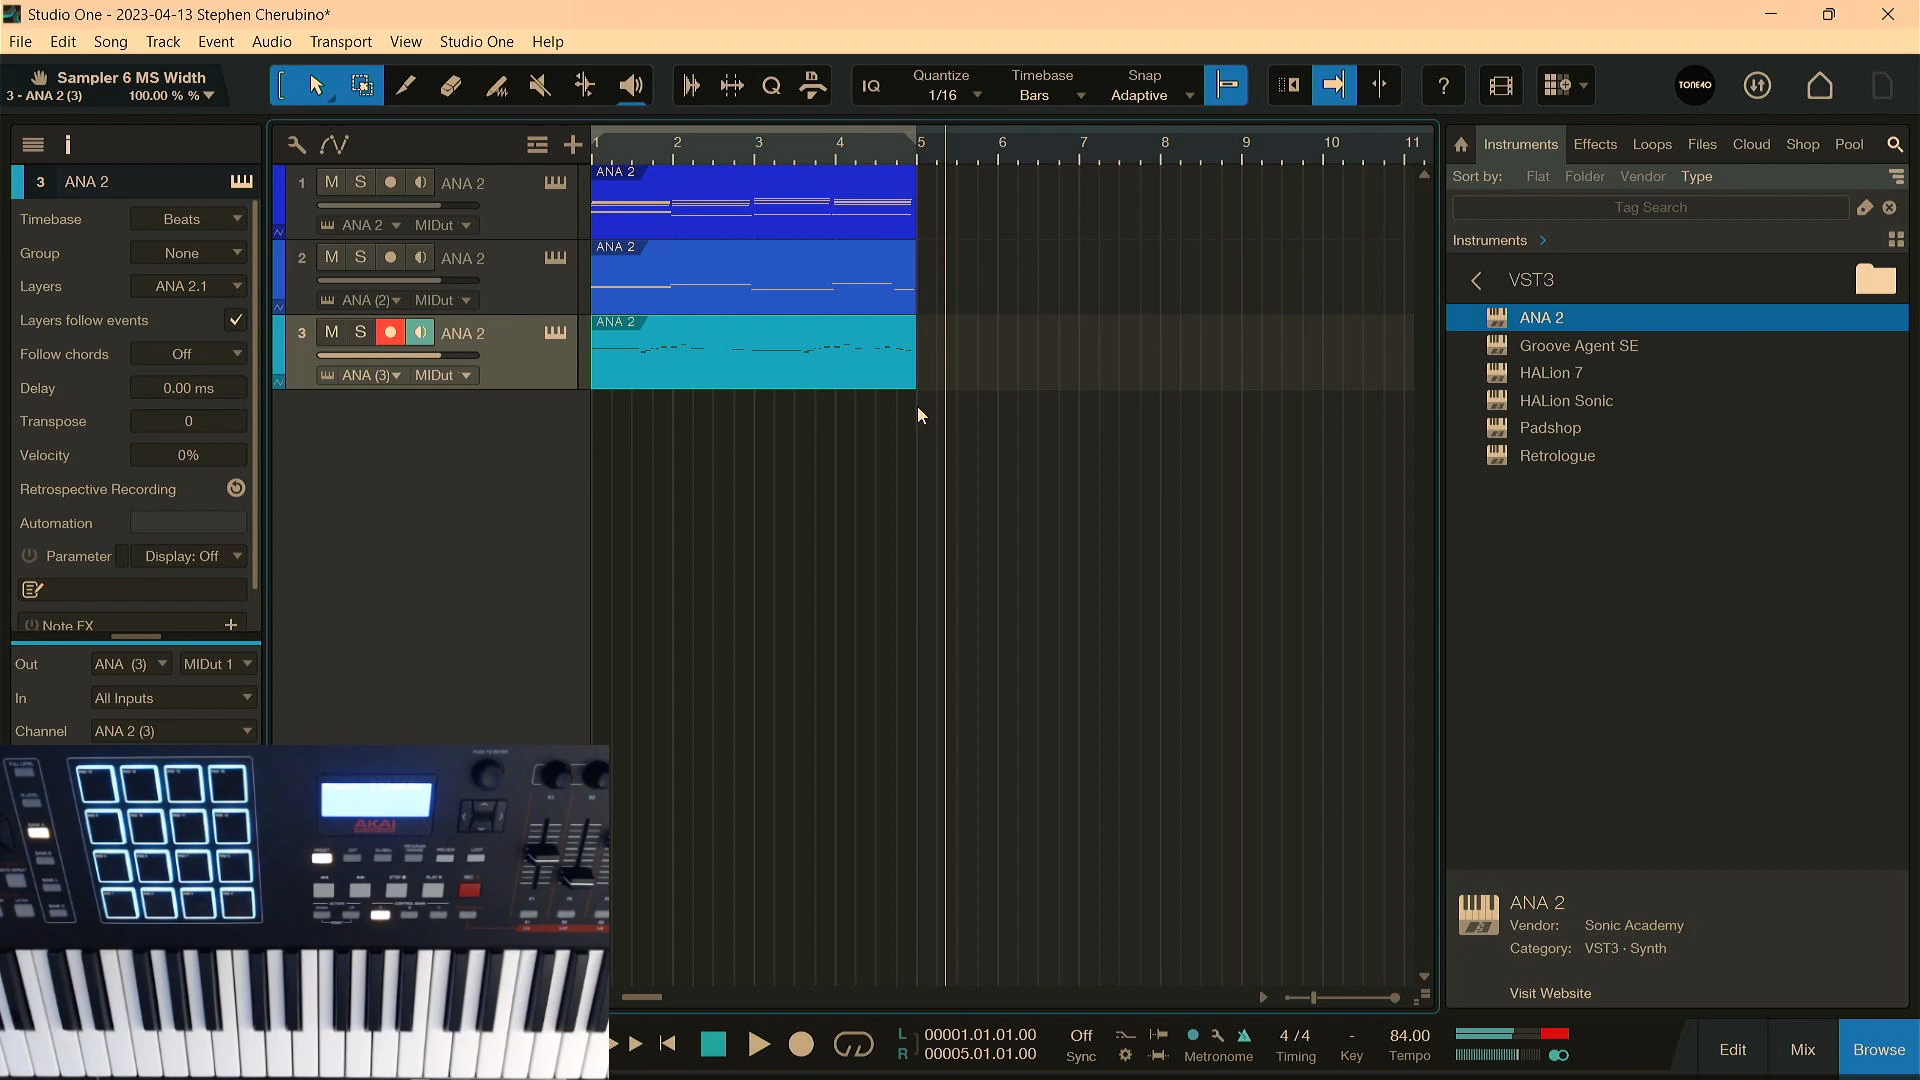 Studio One - 2023-04-13 Stephen Cherubino*
File Edit Song Track Event Audio Transport View Studio One Help
Sampler 6 MS Width
3 - ANA 2 (3) 100.00 % %
IQ
Quantize
1/16
Timebase
Bars
Snap
Adaptive
?
TONE40
3 ANA 2
Timebase Beats
Group None
Layers ANA 2.1
Layers follow events
Follow chords Off
Delay 0.00 ms
Transpose 0
Velocity 0%
Retrospective Recording
Automation
Parameter Display: Off
Note FX +
Out ANA (3) MIDut 1
In All Inputs
Channel ANA 2 (3)
1 M S ANA 2
ANA 2 MIDut
2 M S ANA 2
ANA (2) MIDut
3 M S ANA 2
ANA (3) MIDut
1 2 3 4 5 6 7 8 9 10 11
ANA 2
ANA 2
ANA 2
Instruments Effects Loops Files Cloud Shop Pool
Sort by: Flat Folder Vendor Type
Tag Search
Instruments
VST3
ANA 2
Groove Agent SE
HALion 7
HALion Sonic
Padshop
Retrologue
ANA 2
Vendor: Sonic Academy
Category: VST3 · Synth
Visit Website
AKAI
L 00001.01.01.00
R 00005.01.01.00
Off
Sync
Metronome
4 / 4
Timing
-
Key
84.00
Tempo
Edit Mix Browse